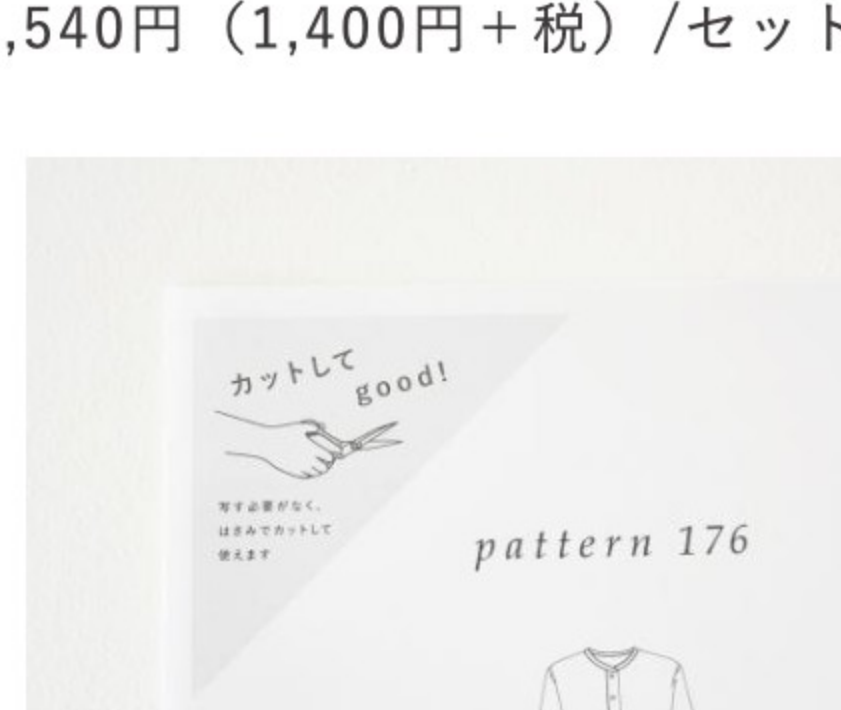 ,540円（1,400円＋税）/セット
カットして
good!
写す必要がなく、
はさみでカットして
使えます
pattern 176